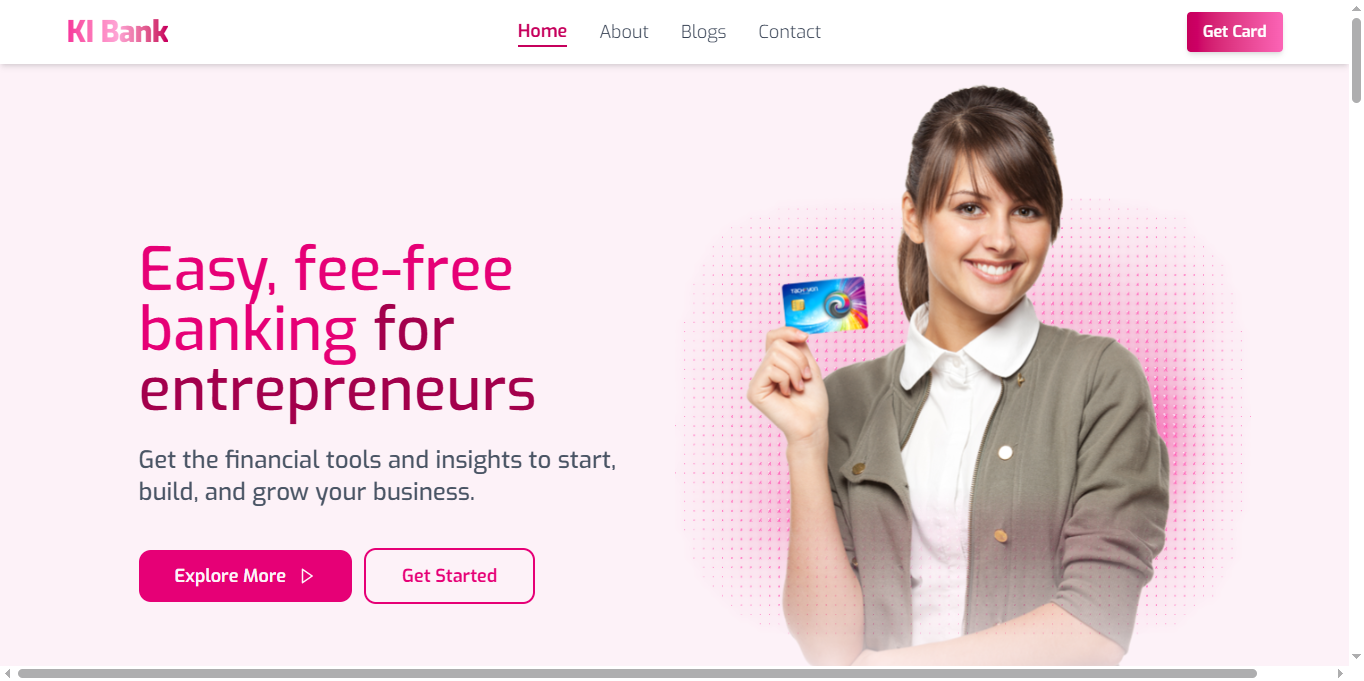 KI Bank
Home
About
Blogs
Contact
Get Card
Easy, fee-free
banking for
entrepreneurs
Get the financial tools and insights to start,
build, and grow your business.
Explore More
Get Started